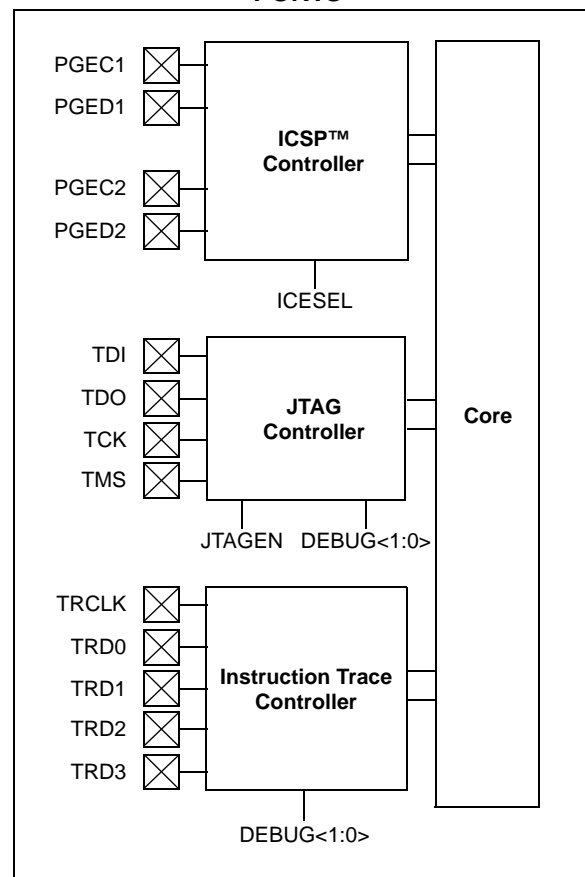 PGEC1
PGED1
ICSP™
Controller
PGEC2
PGED2
ICESEL
TDI
TDO
JTAG
Controller
Core
TCK
TMS
JTAGEN DEBUG<1:0>
TRCLK
TRD0
TRD1
Instruction Trace
Controller
TRD2
TRD3
DEBUG<1:0>